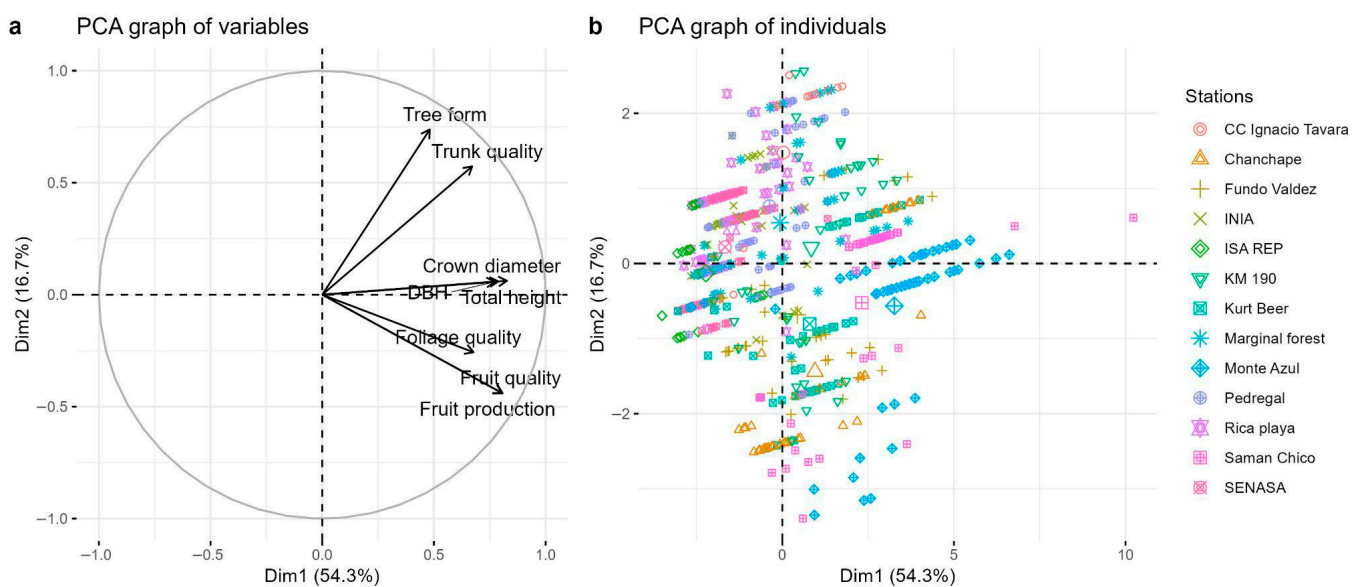 a
PCA graph of variables
Dim2 (16.7%)
1.0
0.5
0.0
−0.5
−1.0
Tree form
Trunk quality
Crown diameter
DBH
Total height
Foliage quality
Fruit quality
Fruit production
−1.0
−0.5
0.0
0.5
1.0
Dim1 (54.3%)
b
PCA graph of individuals
Dim2 (16.7%)
2
0
−2
0
5
10
Dim1 (54.3%)
Stations
CC Ignacio Tavara
Chanchape
Fundo Valdez
INIA
ISA REP
KM 190
Kurt Beer
Marginal forest
Monte Azul
Pedregal
Rica playa
Saman Chico
SENASA